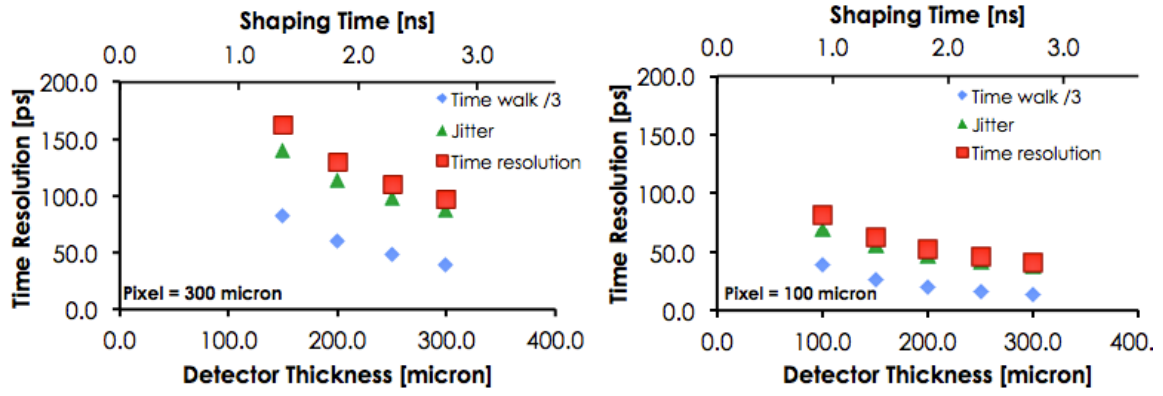 Shaping Time [ns]
0.0 1.0 2.0 3.0
Time Resolution [ps]
200.0
150.0
100.0
50.0
0.0
Time walk /3
Jitter
Time resolution
Pixel = 300 micron
0.0 100.0 200.0 300.0 400.0
Detector Thickness [micron]
Shaping Time [ns]
0.0 1.0 2.0 3.0
Time Resolution [ps]
200.0
150.0
100.0
50.0
0.0
Time walk /3
Jitter
Time resolution
Pixel = 100 micron
0.0 100.0 200.0 300.0 400.
Detector Thickness [micron]